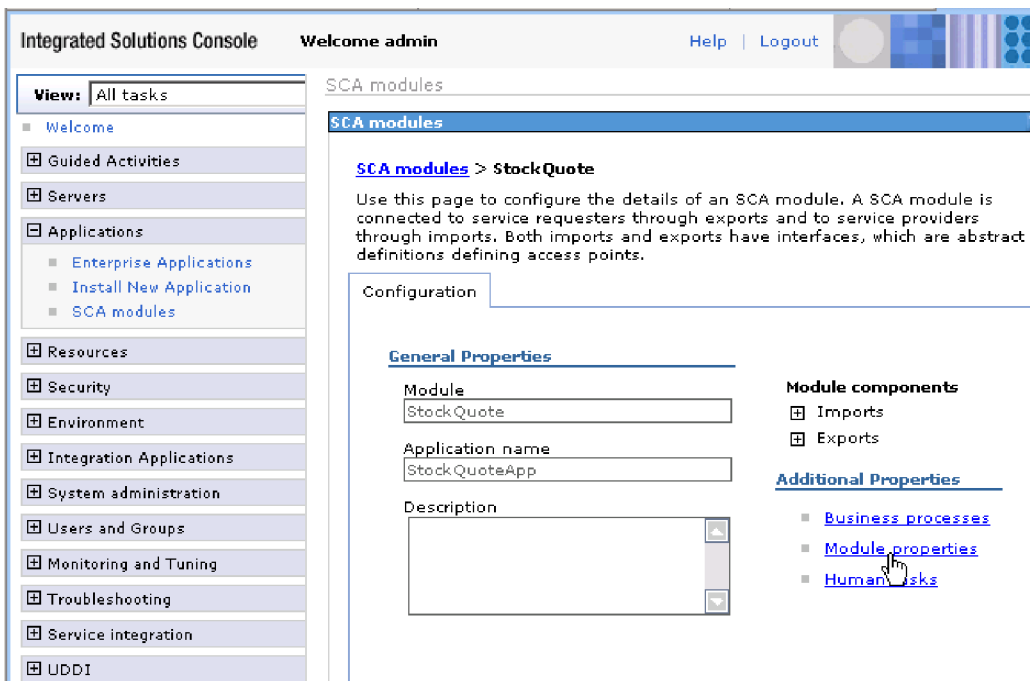 Integrated Solutions Console Welcome admin Help | Logout
View: All tasks
Welcome
Guided Activities
Servers
Applications
Enterprise Applications
Install New Application
SCA modules
Resources
Security
Environment
Integration Applications
System administration
Users and Groups
Monitoring and Tuning
Troubleshooting
Service integration
UDDI
SCA modules
SCA modules
SCA modules > StockQuote
Use this page to configure the details of an SCA module. A SCA module is
connected to service requesters through exports and to service providers
through imports. Both imports and exports have interfaces, which are abstract
definitions defining access points.
Configuration
General Properties
Module
StockQuote
Application name
StockQuoteApp
Description
Module components
Imports
Exports
Additional Properties
Business processes
Module properties
Human tasks